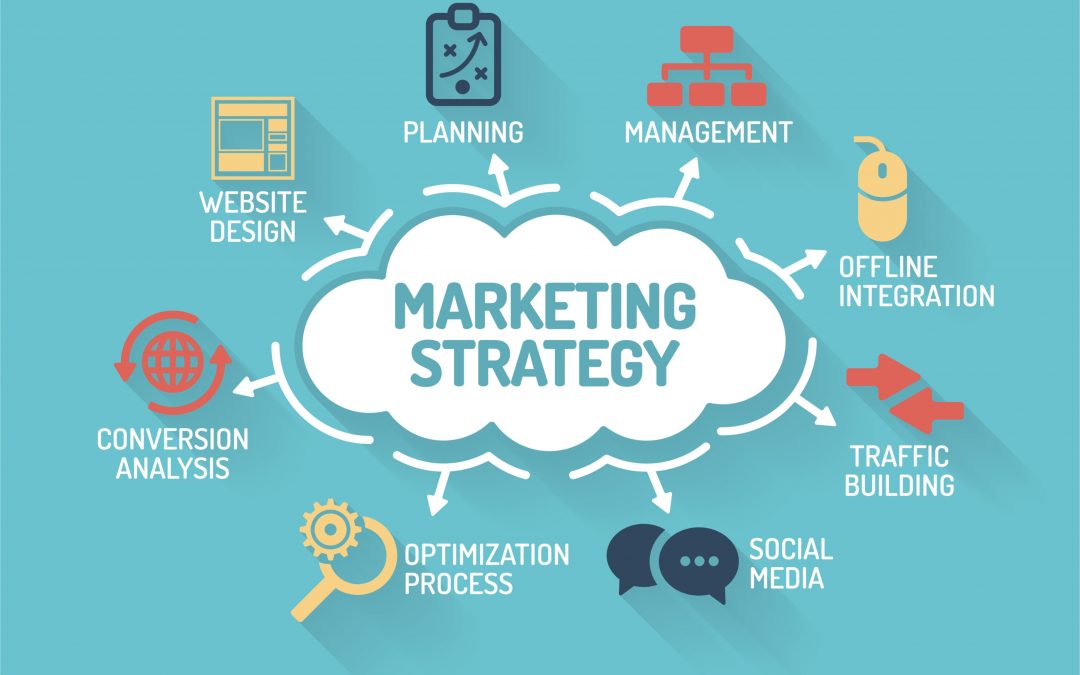 PLANNING
MANAGEMENT
WEBSITE
DESIGN
OFFLINE
INTEGRATION
MARKETING
STRATEGY
CONVERSION
ANALYSIS
TRAFFIC
BUILDING
OPTIMIZATION
PROCESS
SOCIAL
MEDIA